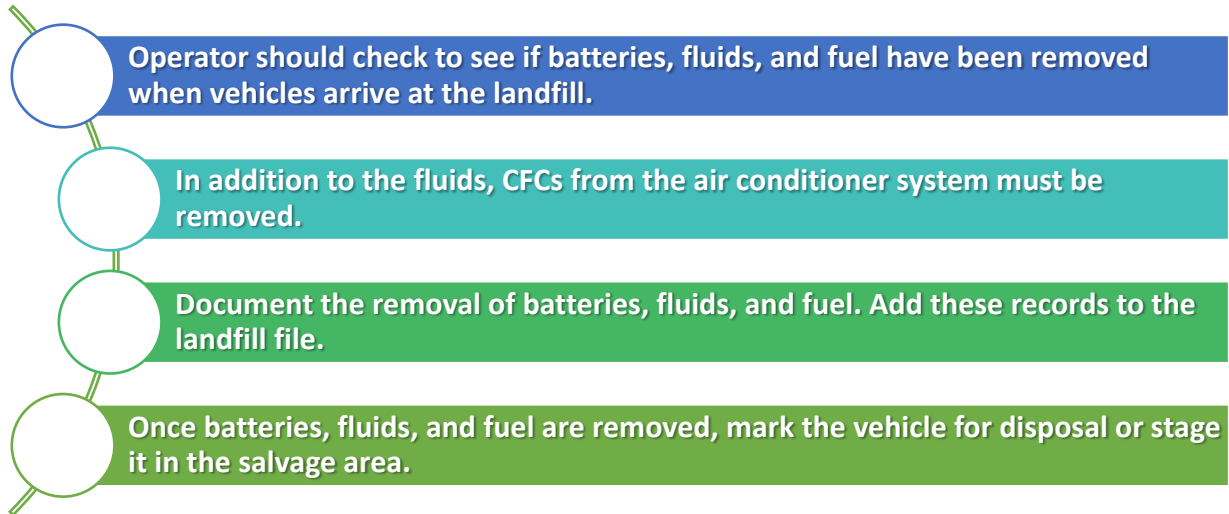 Operator should check to see if batteries, fluids, and fuel have been removed
when vehicles arrive at the landfill.
In addition to the fluids, CFCs from the air conditioner system must be
removed.
Document the removal of batteries, fluids, and fuel. Add these records to the
landfill file.
Once batteries, fluids, and fuel are removed, mark the vehicle for disposal or stage
it in the salvage area.